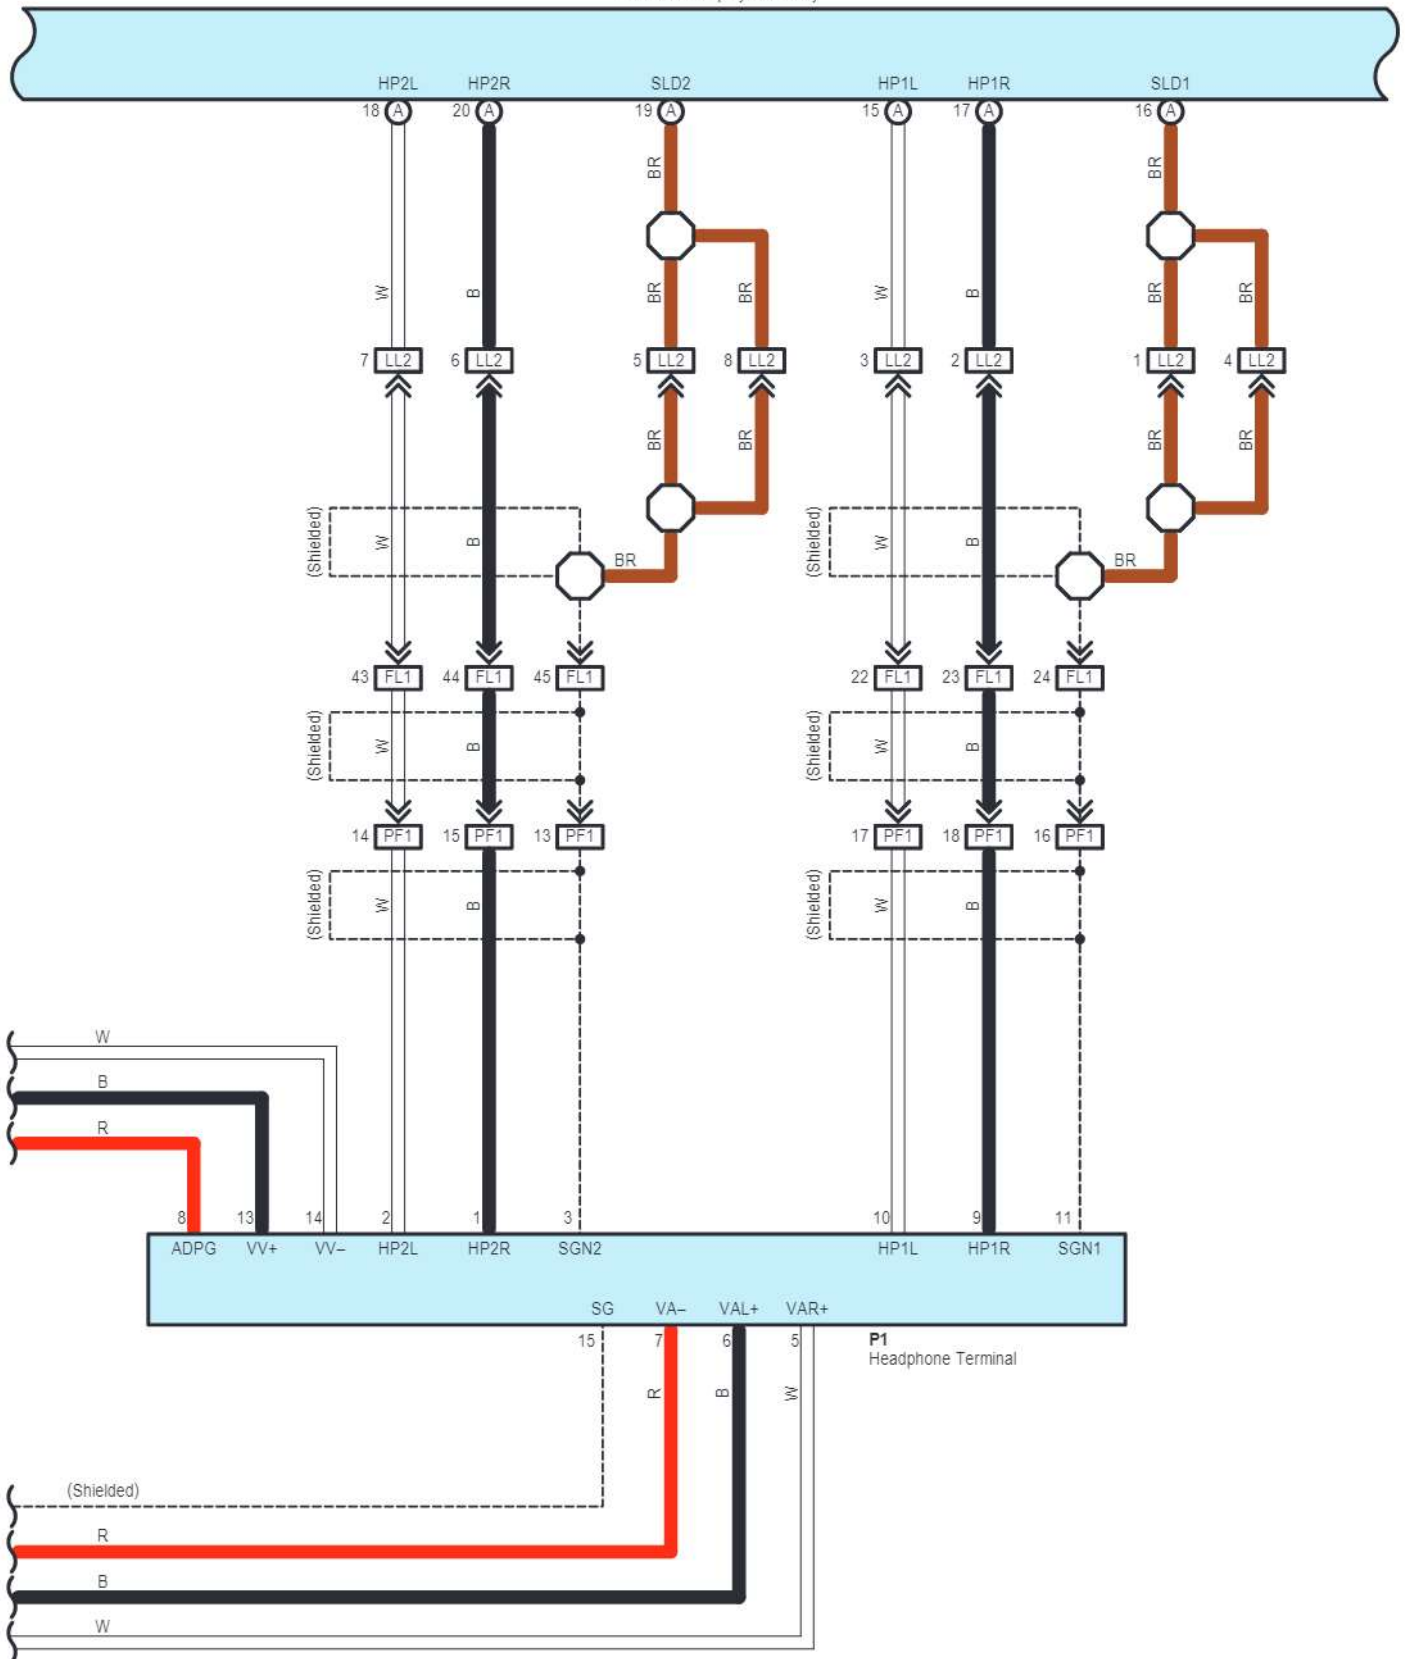 HP2L HP2R SLD2 HP1L HP1R SLD1
18 A 20 A 19 A 15 A 17 A 16 A
BR BR
W B BR BR W B BR BR
7 LL2 6 LL2 5 LL2 8 LL2 3 LL2 2 LL2 1 LL2 4 LL2
BR BR BR BR
(Shielded) W B (Shielded) W B
BR BR
43 FL1 44 FL1 45 FL1 22 FL1 23 FL1 24 FL1
(Shielded) W B (Shielded) W B
14 PF1 15 PF1 13 PF1 17 PF1 18 PF1 16 PF1
(Shielded) W B (Shielded) W B
W
B
R
8 13 14 2 1 3 10 9 11
ADPG VV+ VV– HP2L HP2R SGN2 HP1L HP1R SGN1
SG VA– VAL+ VAR+
15 7 6 5 P1
Headphone Terminal
R B W
(Shielded)
R
B
W